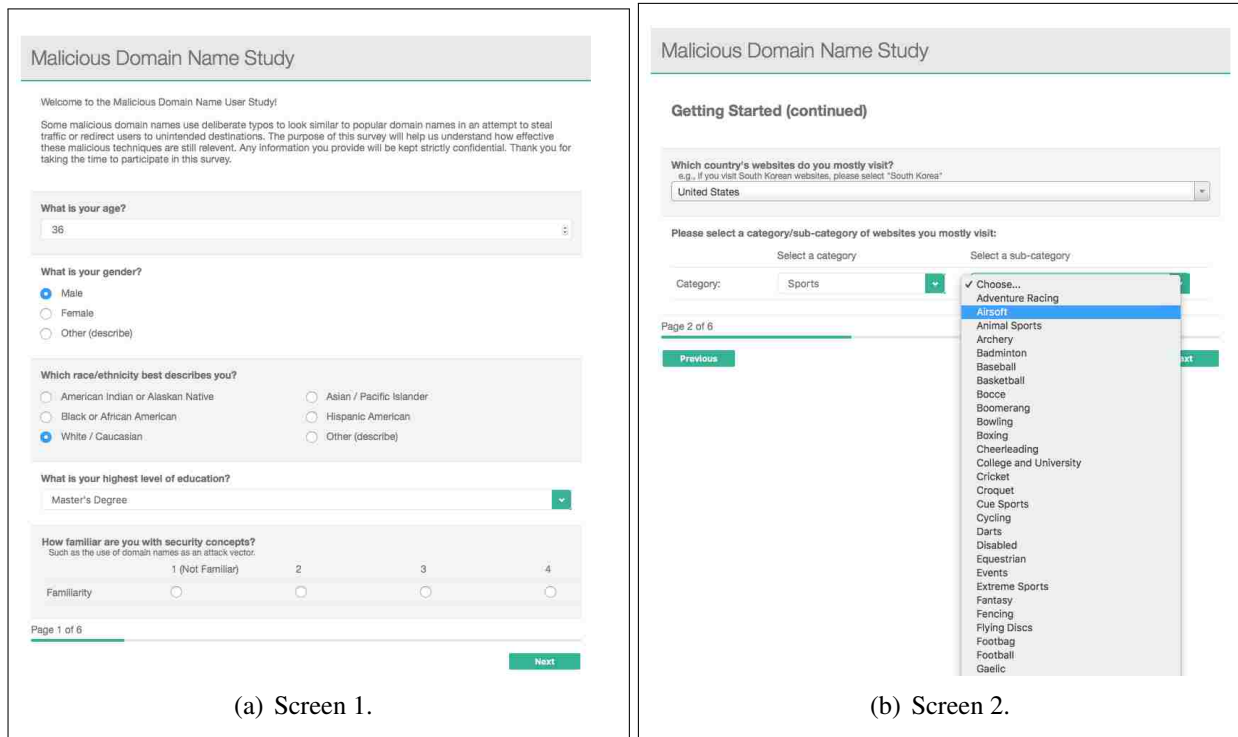 Malicious Domain Name Study
Welcome to the Malicious Domain Name User Study!
Some malicious domain names use deliberate typos to look similar to popular domain names in an attempt to steal
traffic or redirect users to unintended destinations. The purpose of this survey will help us understand how effective
these malicious techniques are still relevent. Any information you provide will be kept strictly confidential. Thank you for
taking the time to participate in this survey.
What is your age?
36
What is your gender?
Male
Female
Other (describe)
Which race/ethnicity best describes you?
American Indian or Alaskan Native
Asian / Pacific Islander
Black or African American
Hispanic American
White / Caucasian
Other (describe)
What is your highest level of education?
Master's Degree
How familiar are you with security concepts?
Such as the use of domain names as an attack vector.
1 (Not Familiar) 2 3 4
Familiarity
Page 1 of 6
Next
(a) Screen 1.
Malicious Domain Name Study
Getting Started (continued)
Which country's websites do you mostly visit?
e.g., if you visit South Korean websites, please select "South Korea"
United States
Please select a category/sub-category of websites you mostly visit:
Select a category Select a sub-category
Category: Sports
✓ Choose...
Adventure Racing
Airsoft
Animal Sports
Archery
Badminton
Baseball
Basketball
Bocce
Boomerang
Bowling
Boxing
Cheerleading
College and University
Cricket
Croquet
Cue Sports
Cycling
Darts
Disabled
Equestrian
Events
Extreme Sports
Fantasy
Fencing
Flying Discs
Footbag
Football
Gaelic
Page 2 of 6
Previous
ext
(b) Screen 2.